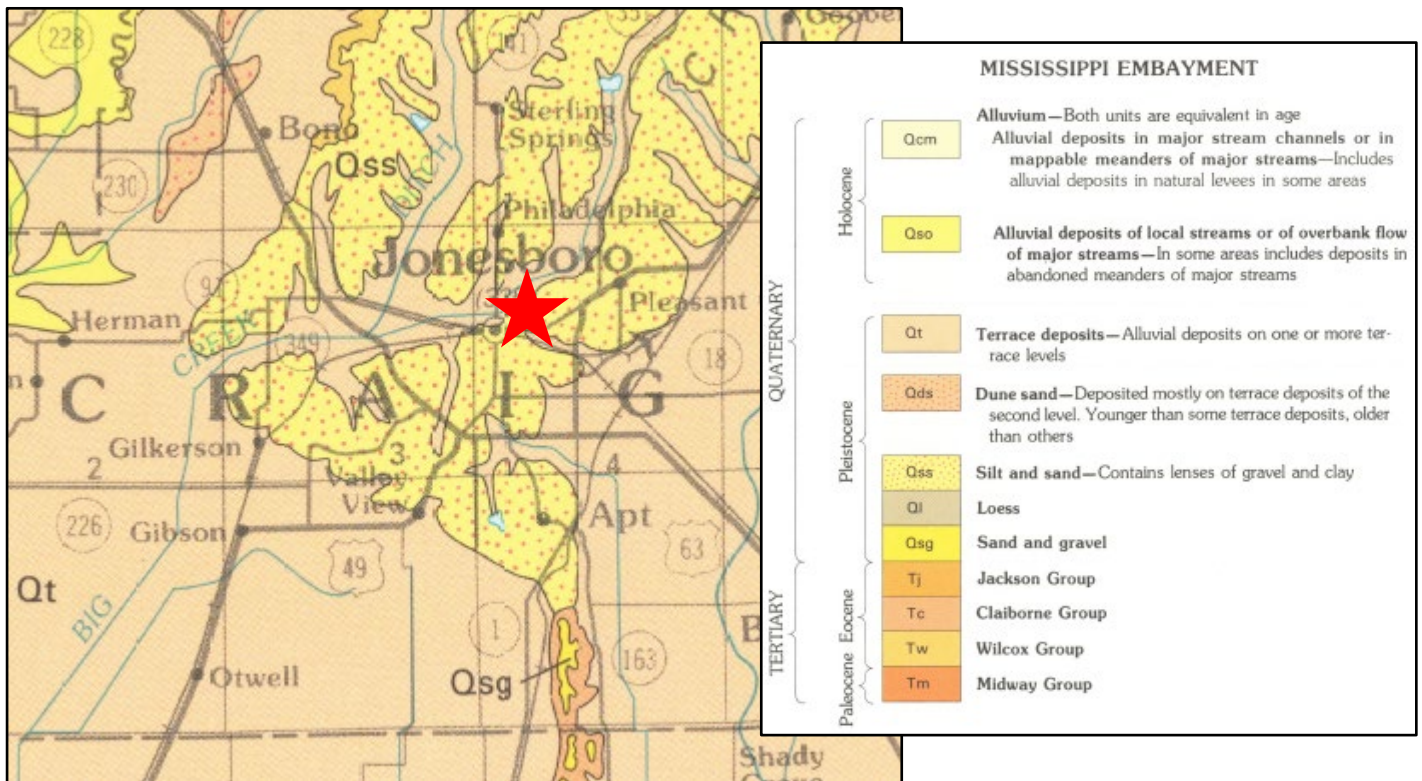 228
141
Goober
Sterling
Springs
Bono
Qss
230
Philadelphia
Jonesboro
91
Herman
Pleasant
CREEK
349
18
C R A I G
Gilkerson
2
3
4
Valley
View
Apt
226
Gibson
63
49
Qt
BIG
1
163
Otwell
Qsg
Shady
MISSISSIPPI EMBAYMENT
Alluvium—Both units are equivalent in age
Qcm
Alluvial deposits in major stream channels or in
mappable meanders of major streams—Includes
alluvial deposits in natural levees in some areas
Holocene
Qso
Alluvial deposits of local streams or of overbank flow
of major streams—In some areas includes deposits in
abandoned meanders of major streams
QUATERNARY
Qt
Terrace deposits—Alluvial deposits on one or more ter-
race levels
Qds
Dune sand—Deposited mostly on terrace deposits of the
second level. Younger than some terrace deposits, older
than others
Pleistocene
Qss
Silt and sand—Contains lenses of gravel and clay
Ql
Loess
Qsg
Sand and gravel
TERTIARY
Eocene
Tj
Jackson Group
Tc
Claiborne Group
Tw
Wilcox Group
Paleocene
Tm
Midway Group